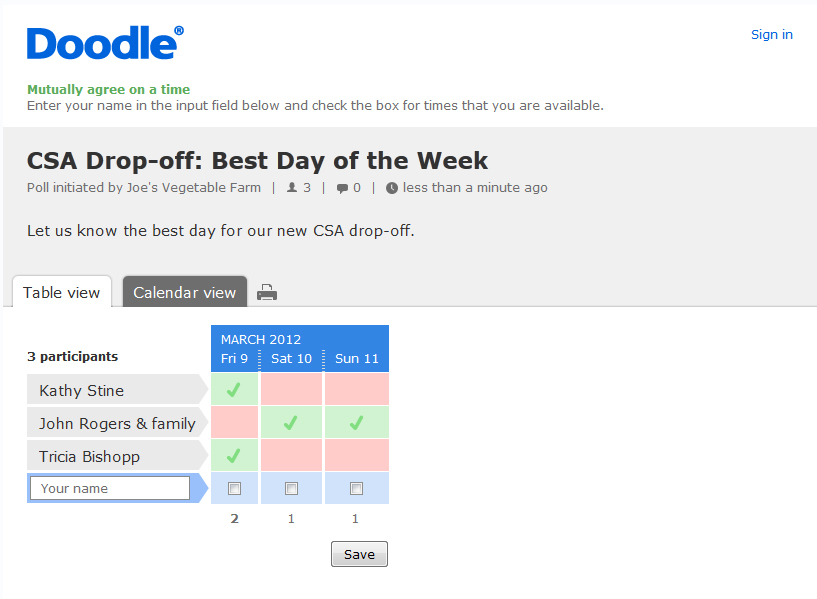 Doodle®
Sign in
Mutually agree on a time
Enter your name in the input field below and check the box for times that you are available.
CSA Drop-off: Best Day of the Week
Poll initiated by Joe's Vegetable Farm | 3 | 0 | less than a minute ago
Let us know the best day for our new CSA drop-off.
Table view Calendar view
MARCH 2012
3 participants Fri 9 Sat 10 Sun 11
Kathy Stine
John Rogers & family
Tricia Bishopp
Your name
2 1 1
Save